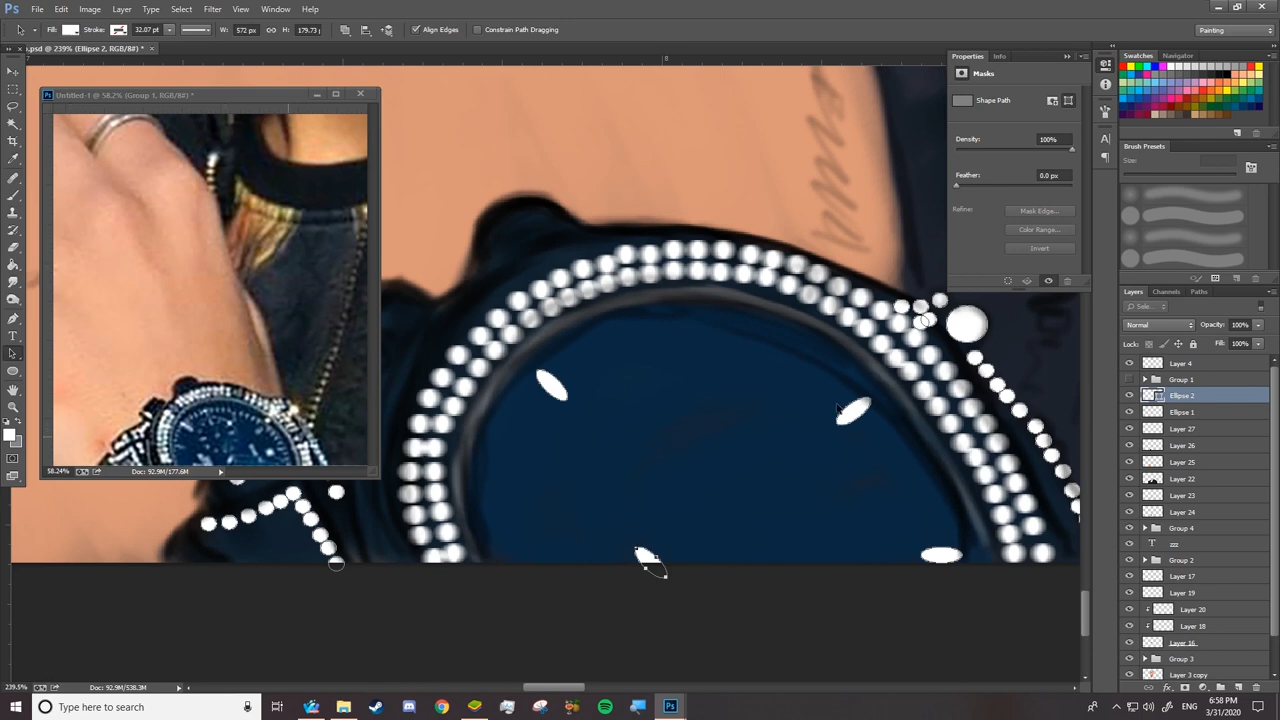 Ps File Edit Image Layer Type Select Filter View Window Help
Fill: Stroke: 32.07 pt W: 572 px H: 179.73 Align Edges Constrain Path Dragging Painting
.psd @ 239% (Ellipse 2, RGB/8#) *
Properties Info
Swatches Navigator
Masks
Untitled-1 @ 58.2% (Group 1, RGB/8#) *
Shape Path
Density: 100%
Brush Presets
Size:
Feather: 0.0 px
Refine: Mask Edge...
Color Range...
Invert
Layers Channels Paths
Normal Opacity: 100%
Lock: Fill: 100%
Layer 4
Group 1
Ellipse 2
Ellipse 1
Layer 27
Layer 26
Layer 25
Layer 22
Layer 23
Layer 24
Group 4
T zzz
Group 2
Layer 17
Layer 19
Layer 20
Layer 18
Layer 16
Group 3
Layer 3 copy
58.24% Doc: 92.9M/177.6M
239.5% Doc: 92.9M/538.3M
Type here to search
6:58 PM
3/31/2020